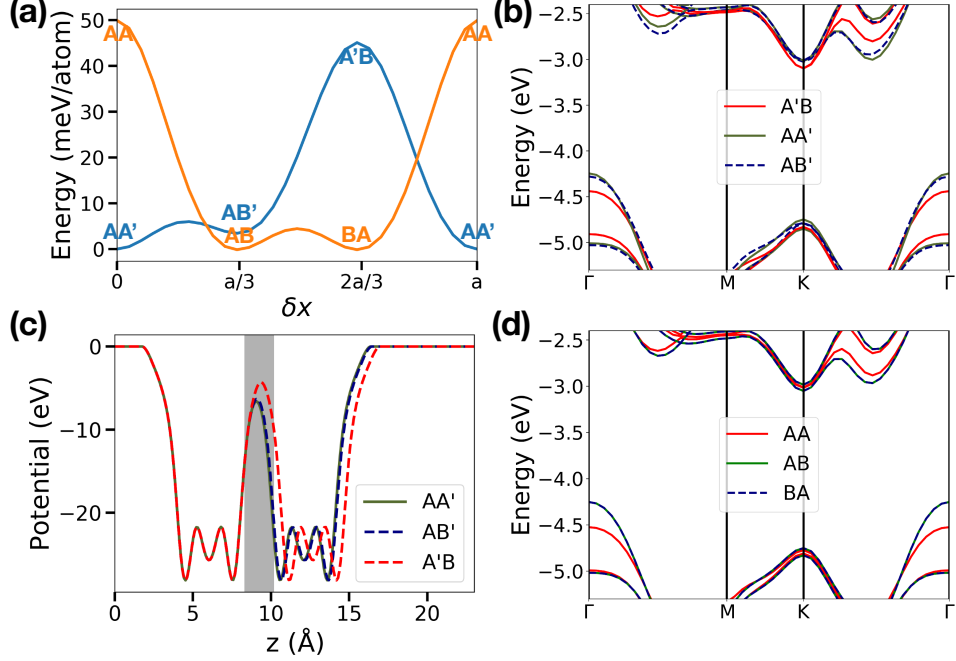 (a)
50
40
30
20
10
0
Energy (meV/atom)
AA
AA
A’B
AB’
AA’
AB
BA
AA’
0
a/3
2a/3
a
δx
(b)
−2.5
−3.0
−3.5
−4.0
−4.5
−5.0
Energy (eV)
A'B
AA'
AB'
Γ
M
K
Γ
(c)
0
−10
−20
Potential (eV)
AA'
AB'
A'B
0
5
10
15
20
z (Å)
(d)
−2.5
−3.0
−3.5
−4.0
−4.5
−5.0
Energy (eV)
AA
AB
BA
Γ
M
K
Γ